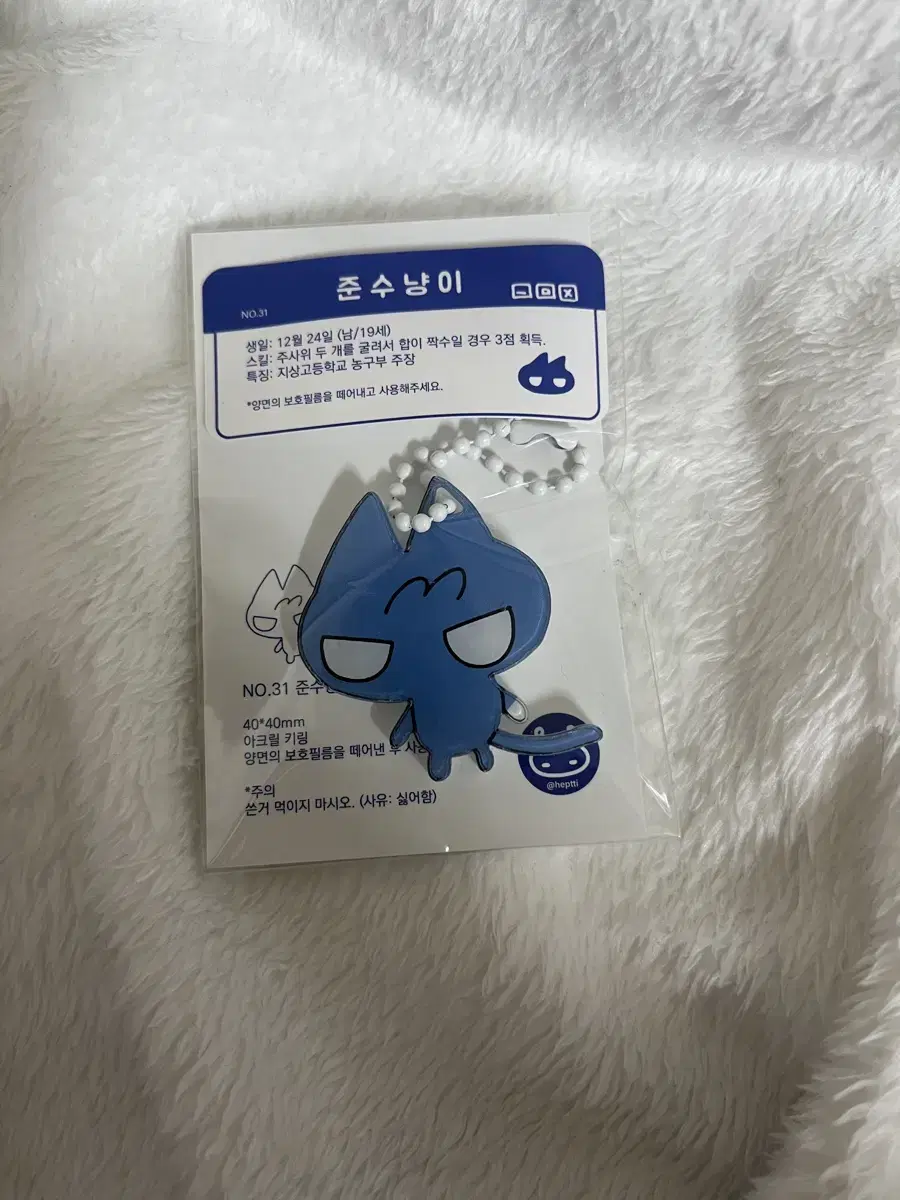 준수냥이
NO.31
생일: 12월 24일 (남/19세)
스킬: 주사위 두 개를 굴려서 합이 짝수일 경우 3점 획득.
특징: 지상고등학교 농구부 주장
*양면의 보호필름을 떼어내고 사용해주세요.
NO.31 준수
40*40mm
아크릴 키링
양면의 보호필름을 떼어낸 후
*주의
쓴거 먹이지 마시오. (사유: 싫어함)
@heptti